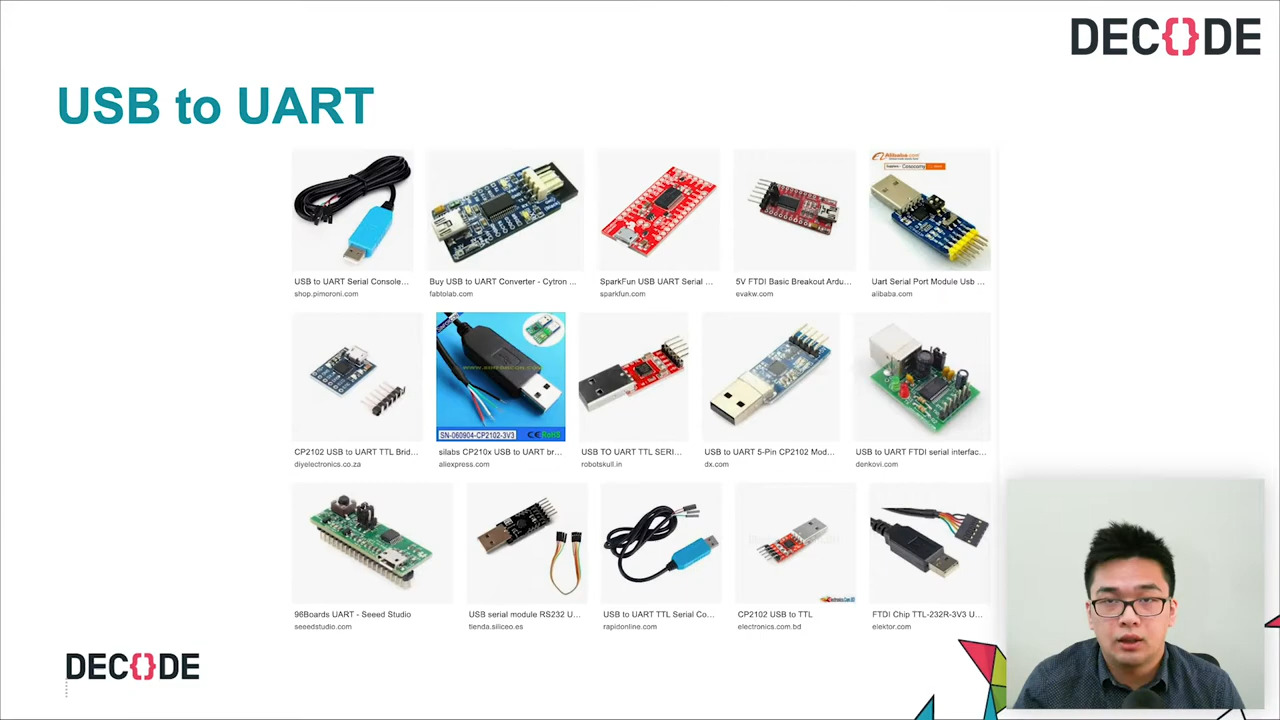 DEC{}DE
USB to UART
Alibaba.com
USB to UART Serial Console...
shop.pimoroni.com
Buy USB to UART Converter - Cytron ...
fabtolab.com
SparkFun USB UART Serial ...
sparkfun.com
5V FTDI Basic Breakout Ardu...
evakw.com
Uart Serial Port Module Usb ...
alibaba.com
SN-060904-CP2102-3V3
CP2102 USB to UART TTL Brid...
diyelectronics.co.za
silabs CP210x USB to UART br...
aliexpress.com
USB TO UART TTL SERI...
robotskull.in
USB to UART 5-Pin CP2102 Mod...
dx.com
USB to UART FTDI serial interfac...
denkovi.com
96Boards UART - Seeed Studio
seeedstudio.com
USB serial module RS232 U...
tienda.siliceo.es
USB to UART TTL Serial Co...
rapidonline.com
CP2102 USB to TTL
electronics.com.bd
FTDI Chip TTL-232R-3V3 U...
elektor.com
DEC{}DE